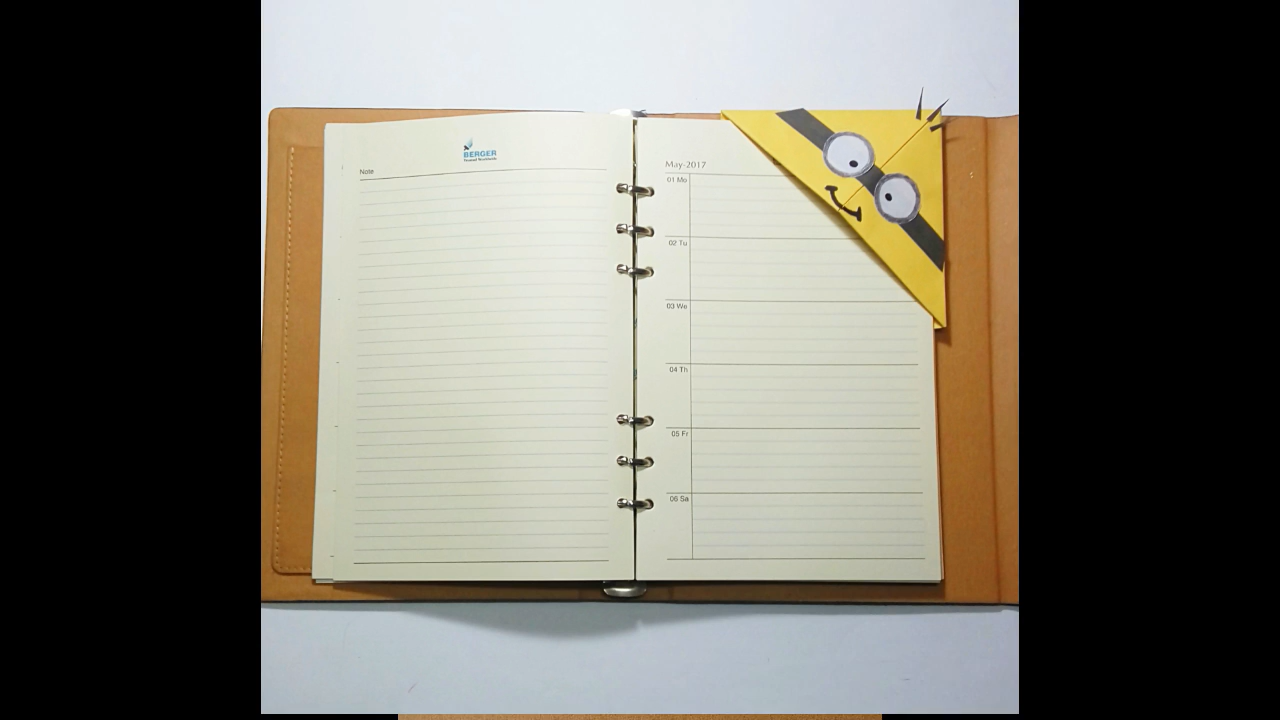 BERGER
Note
May-2017
01 Mo
02 Tu
03 We
04 Th
05 Fr
06 Sa